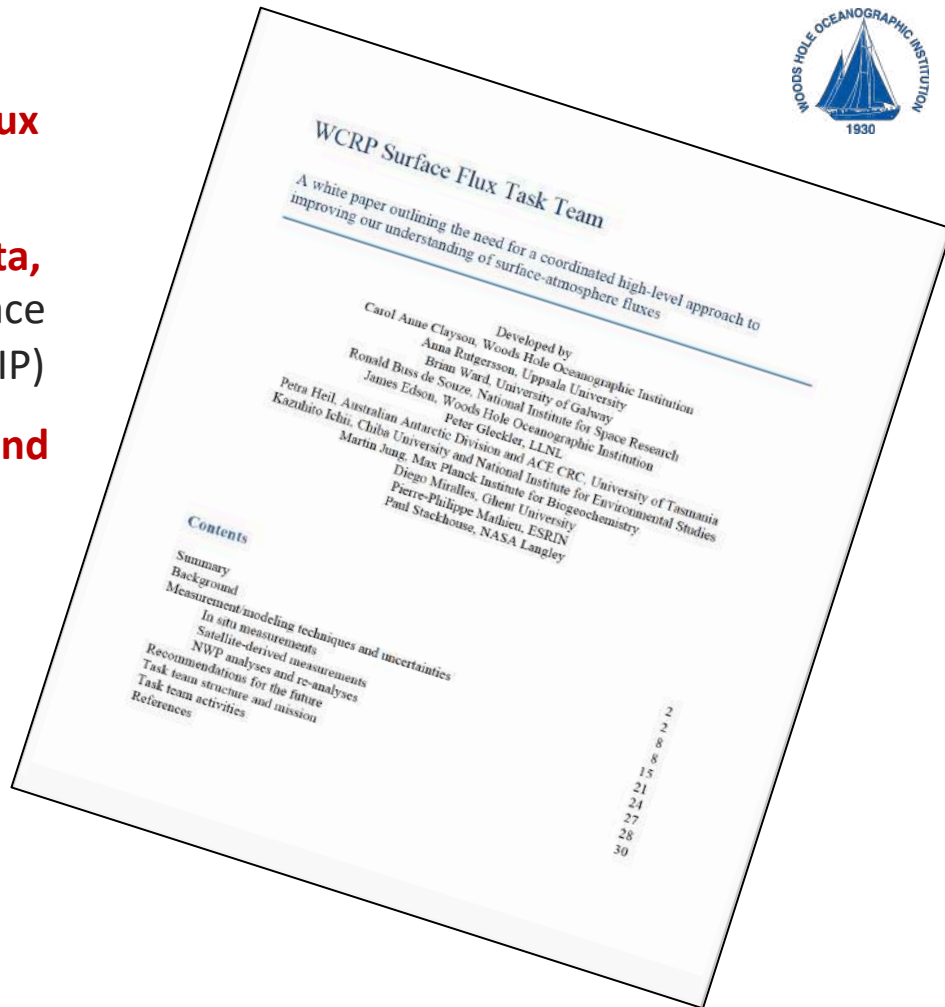 ux
ta,
nce
IP)
nd
WOODS HOLE OCEANOGRAPHIC INSTITUTION
1930
WCRP Surface Flux Task Team
A white paper outlining the need for a coordinated high-level approach to
improving our understanding of surface-atmosphere fluxes
Developed by
Carol Anne Clayson, Woods Hole Oceanographic Institution
Anna Rutgersson, Uppsala University
Brian Ward, University of Galway
Ronald Buss de Souze, National Institute for Space Research
James Edson, Woods Hole Oceanographic Institution
Peter Gleckler, LLNL
Petra Heil, Australian Antarctic Division and ACE CRC, University of Tasmania
Kazuhito Ichii, Chiba University and National Institute for Environmental Studies
Martin Jung, Max Planck Institute for Biogeochemistry
Diego Miralles, Ghent University
Pierre-Philippe Mathieu, ESRIN
Paul Stackhouse, NASA Langley
Contents
Summary 2
Background 2
Measurement/modeling techniques and uncertainties 8
In situ measurements 8
Satellite-derived measurements 15
NWP analyses and re-analyses 21
Recommendations for the future 24
Task team structure and mission 27
Task team activities 28
References 30